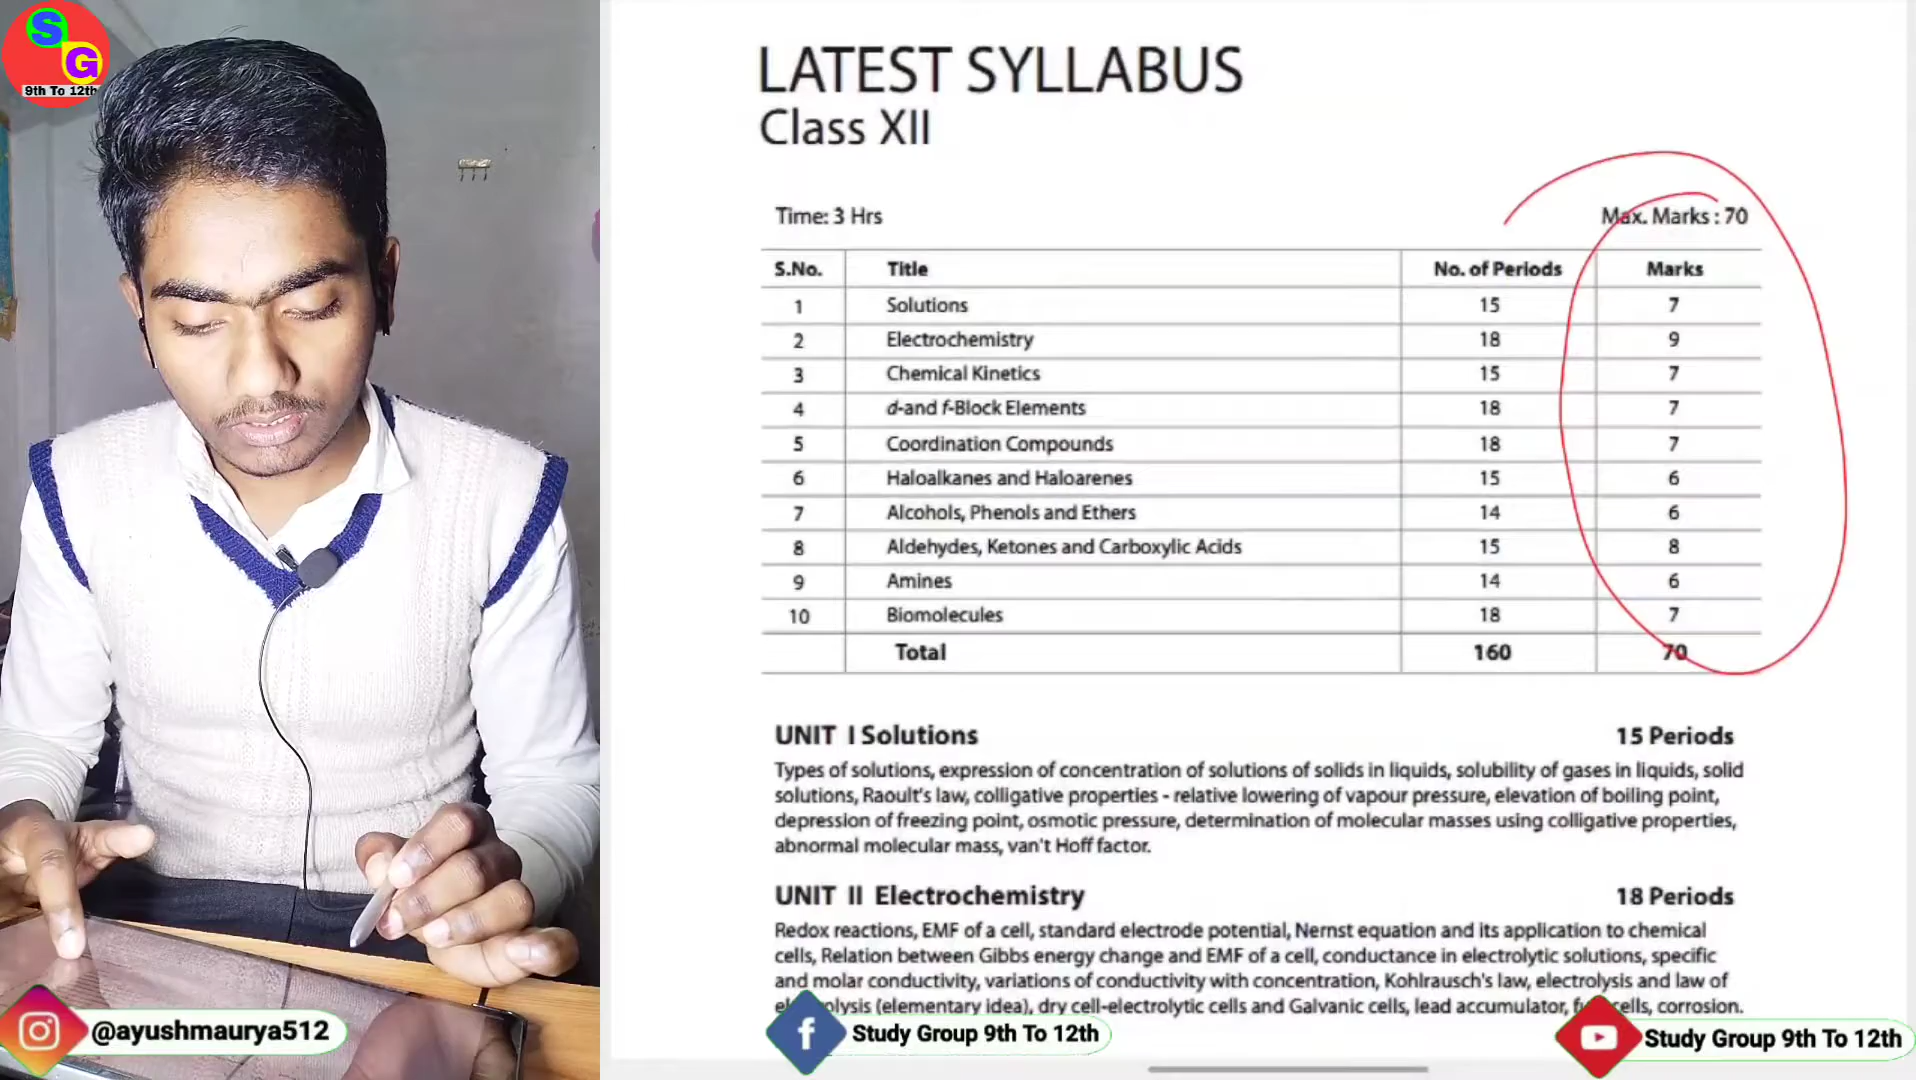 S
G
9th To 12th
LATEST SYLLABUS
Class XII
Time: 3 Hrs Max. Marks : 70
S.No. Title No. of Periods Marks
1 Solutions 15 7
2 Electrochemistry 18 9
3 Chemical Kinetics 15 7
4 d-and f-Block Elements 18 7
5 Coordination Compounds 18 7
6 Haloalkanes and Haloarenes 15 6
7 Alcohols, Phenols and Ethers 14 6
8 Aldehydes, Ketones and Carboxylic Acids 15 8
9 Amines 14 6
10 Biomolecules 18 7
Total 160 70
UNIT I Solutions 15 Periods
Types of solutions, expression of concentration of solutions of solids in liquids, solubility of gases in liquids, solid
solutions, Raoult's law, colligative properties - relative lowering of vapour pressure, elevation of boiling point,
depression of freezing point, osmotic pressure, determination of molecular masses using colligative properties,
abnormal molecular mass, van't Hoff factor.
UNIT II Electrochemistry 18 Periods
Redox reactions, EMF of a cell, standard electrode potential, Nernst equation and its application to chemical
cells, Relation between Gibbs energy change and EMF of a cell, conductance in electrolytic solutions, specific
and molar conductivity, variations of conductivity with concentration, Kohlrausch's law, electrolysis and law of
(elementary idea), dry cell-electrolytic cells and Galvanic cells, lead accumulator, corrosion.
@ayushmaurya512
Study Group 9th To 12th
Study Group 9th To 12th